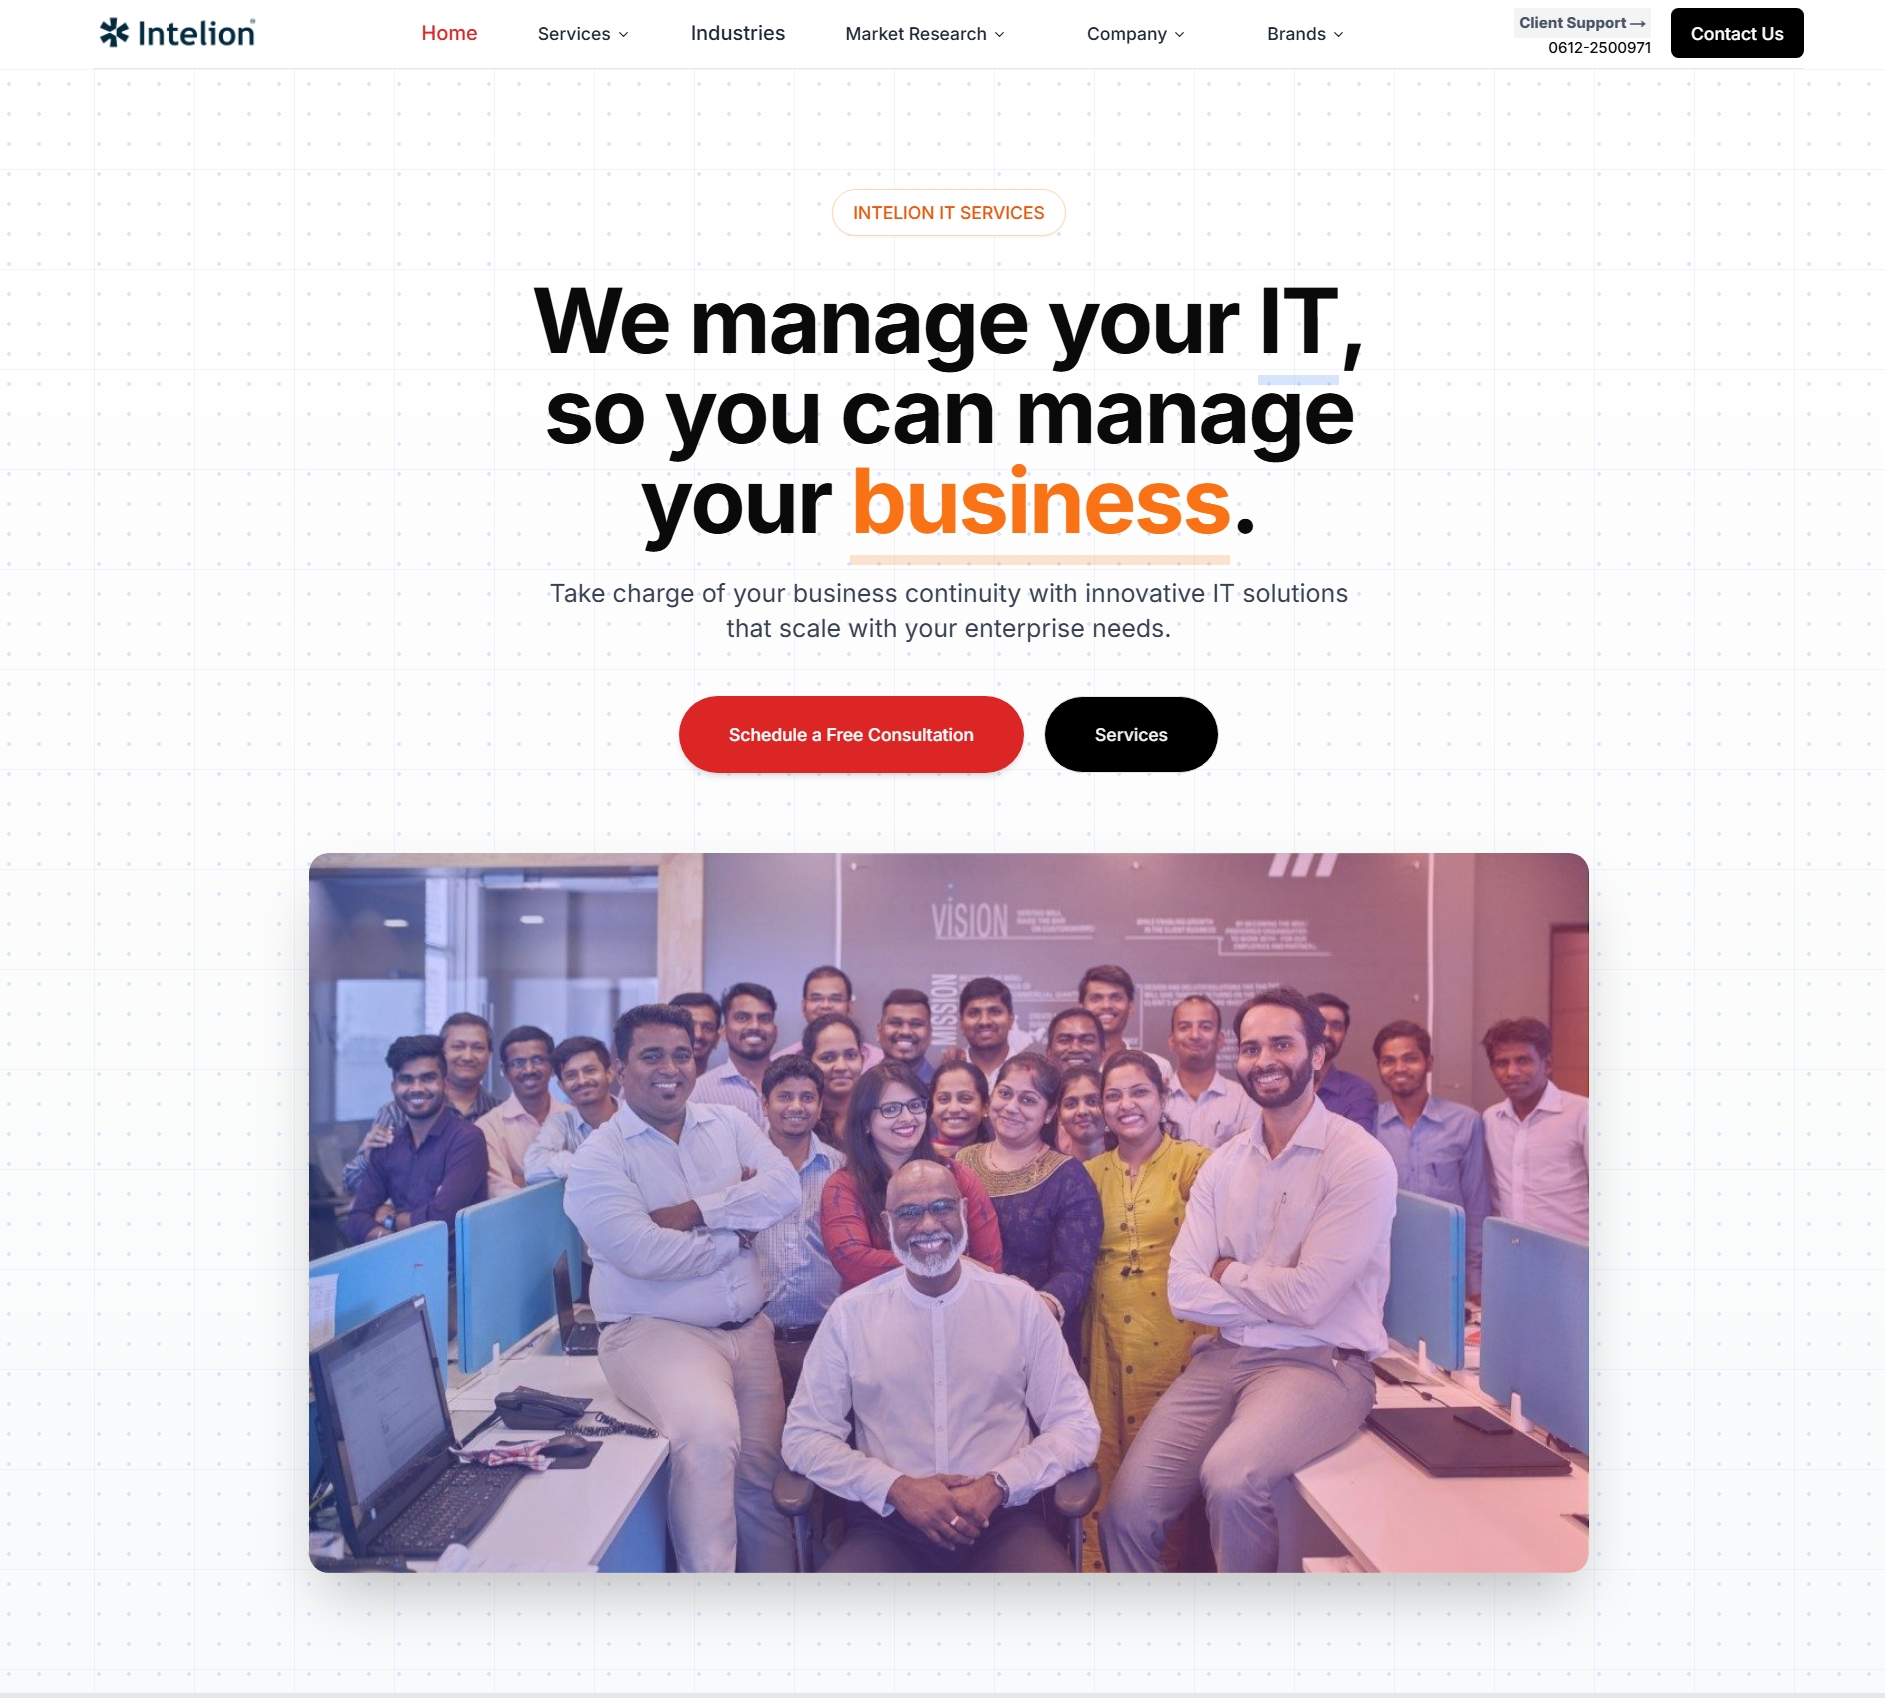 Intelion
Home
Services
Industries
Market Research
Company
Brands
Client Support →
0612-2500971
Contact Us
INTELION IT SERVICES
We manage your IT,
so you can manage
your business.
Take charge of your business continuity with innovative IT solutions
that scale with your enterprise needs.
Schedule a Free Consultation
Services
VISION
MISSION